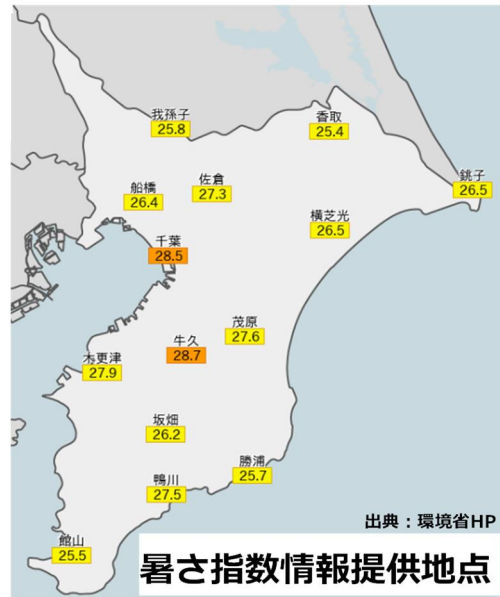 我孫子
25.8
香取
25.4
銚子
26.5
船橋
26.4
佐倉
27.3
横芝光
26.5
千葉
28.5
茂原
27.6
牛久
28.7
木更津
27.9
坂畑
26.2
勝浦
25.7
鴨川
27.5
館山
25.5
出典：環境省HP
暑さ指数情報提供地点